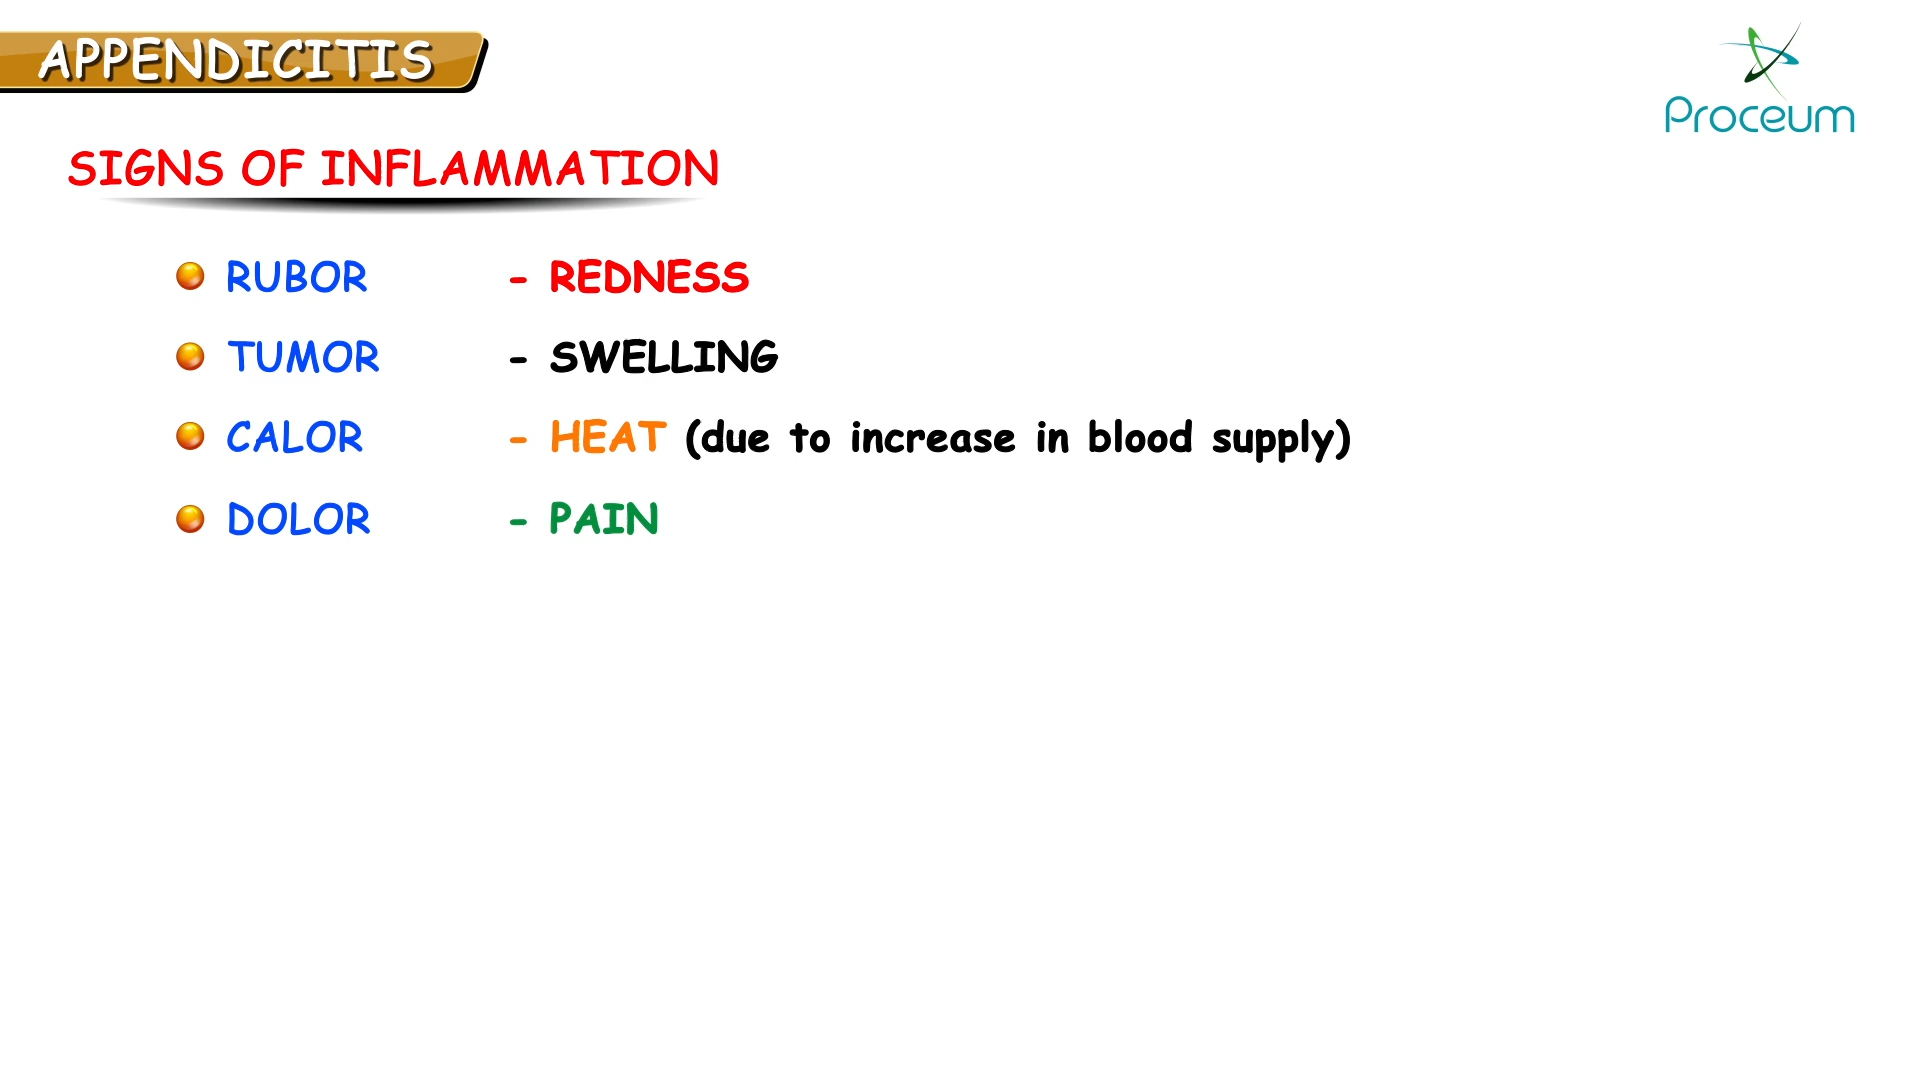 APPENDICITIS
Proceum
SIGNS OF INFLAMMATION
RUBOR - REDNESS
TUMOR - SWELLING
CALOR - HEAT (due to increase in blood supply)
DOLOR - PAIN